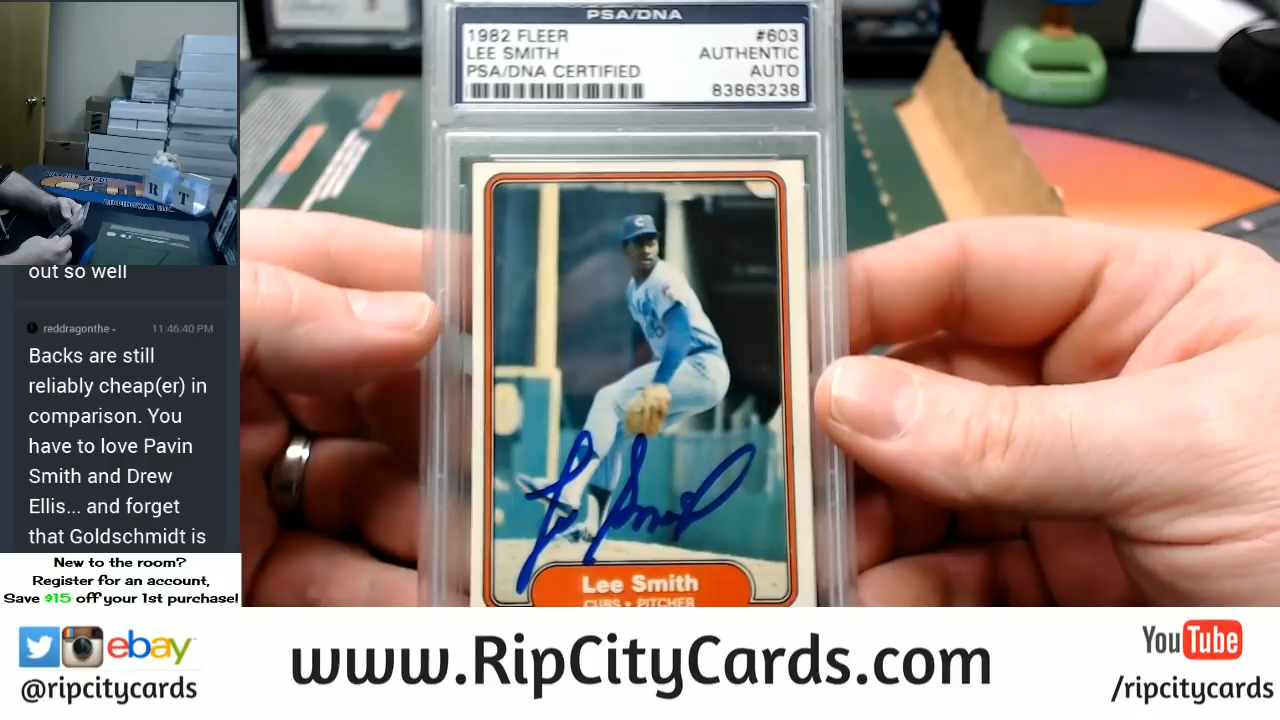 PSA/DNA
1982 FLEER #603
LEE SMITH AUTHENTIC
PSA/DNA CERTIFIED AUTO
83863238
Lee Smith
Lee Smith
CUBS • PITCHER
R T
out so well
reddragonthe - 11:46:40 PM
Backs are still
reliably cheap(er) in
comparison. You
have to love Pavin
Smith and Drew
Ellis... and forget
that Goldschmidt is
New to the room?
Register for an account,
Save $15 off your 1st purchase!
ebay
@ripcitycards
www.RipCityCards.com
YouTube
/ripcitycards